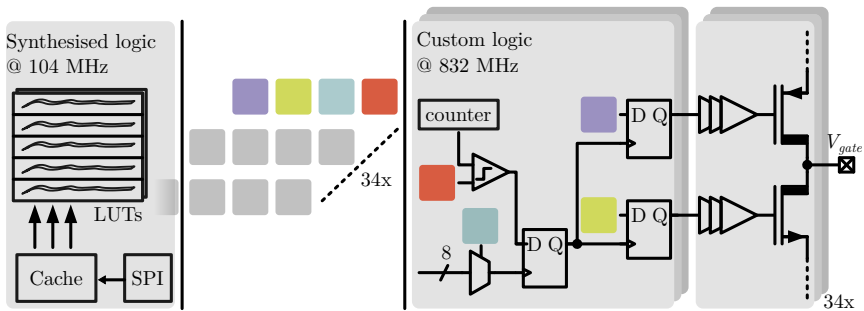 Synthesised logic
@ 104 MHz
LUTs
Cache
SPI
34x
Custom logic
@ 832 MHz
counter
8
D Q
D Q
D Q
V_gate
34x